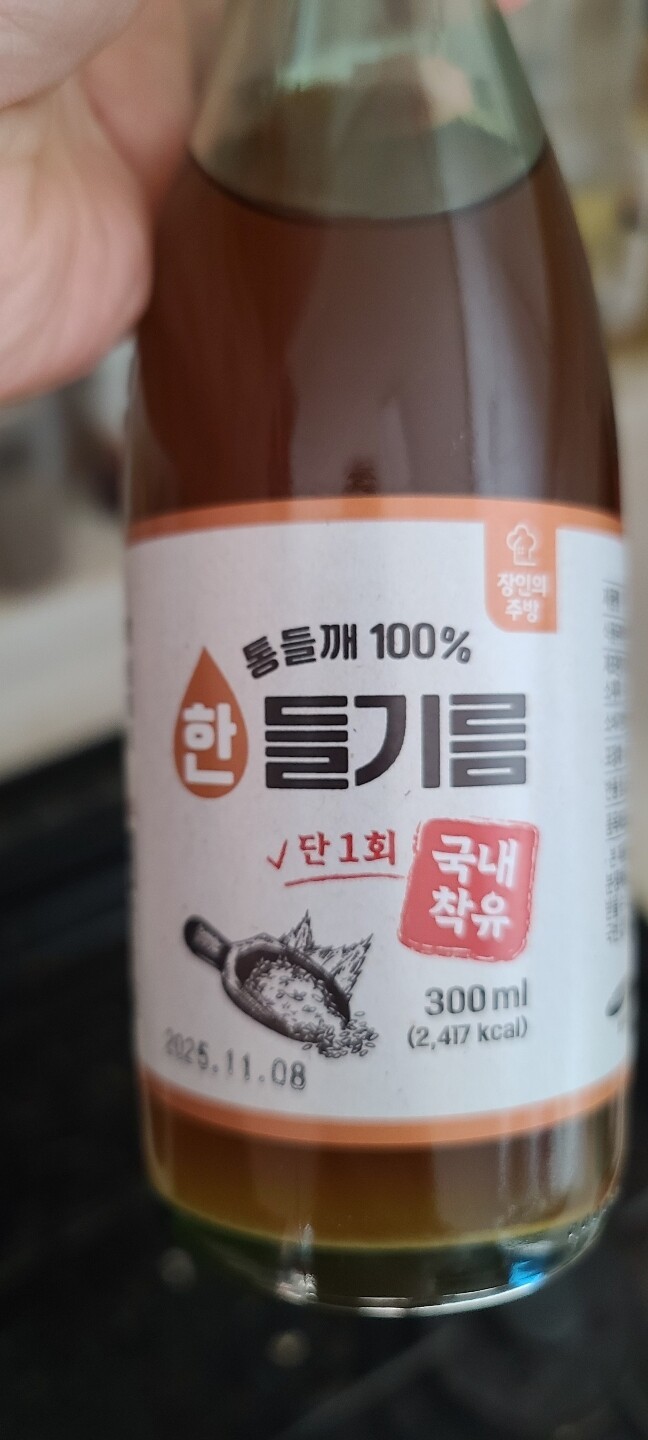 장인의
주방
통들깨 100%
한 들기름
단 1회
국내
착유
300ml
(2,417 kcal)
2025.11.08